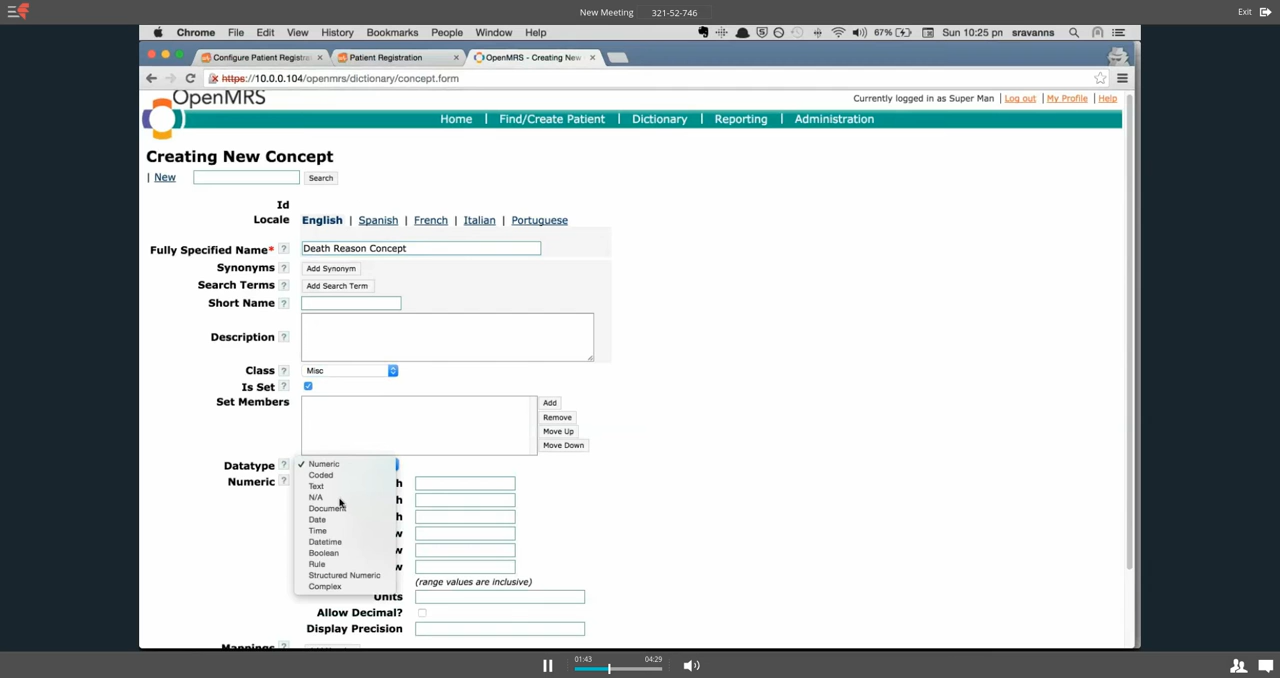 New Meeting 321-52-746 Exit
Chrome File Edit View History Bookmarks People Window Help 67% Sun 10:25 pm sravanns
Configure Patient Registra Patient Registration OpenMRS - Creating New
https://10.0.0.104/openmrs/dictionary/concept.form
OpenMRS
Currently logged in as Super Man | Log out | My Profile | Help
Home | Find/Create Patient | Dictionary | Reporting | Administration
Creating New Concept
| New Search
Id
Locale English | Spanish | French | Italian | Portuguese
Fully Specified Name* ? Death Reason Concept
Synonyms ? Add Synonym
Search Terms ? Add Search Term
Short Name ?
Description ?
Class ? Misc
Is Set ?
Set Members Add
Remove
Move Up
Move Down
Datatype ? ✓ Numeric
Numeric ? h
Coded
Text
N/A h
Document
Date h
Time w
Datetime
Boolean w
Rule w
Structured Numeric
Complex
(range values are inclusive)
Units
Allow Decimal?
Display Precision
Mappings ?
01:43 04:29